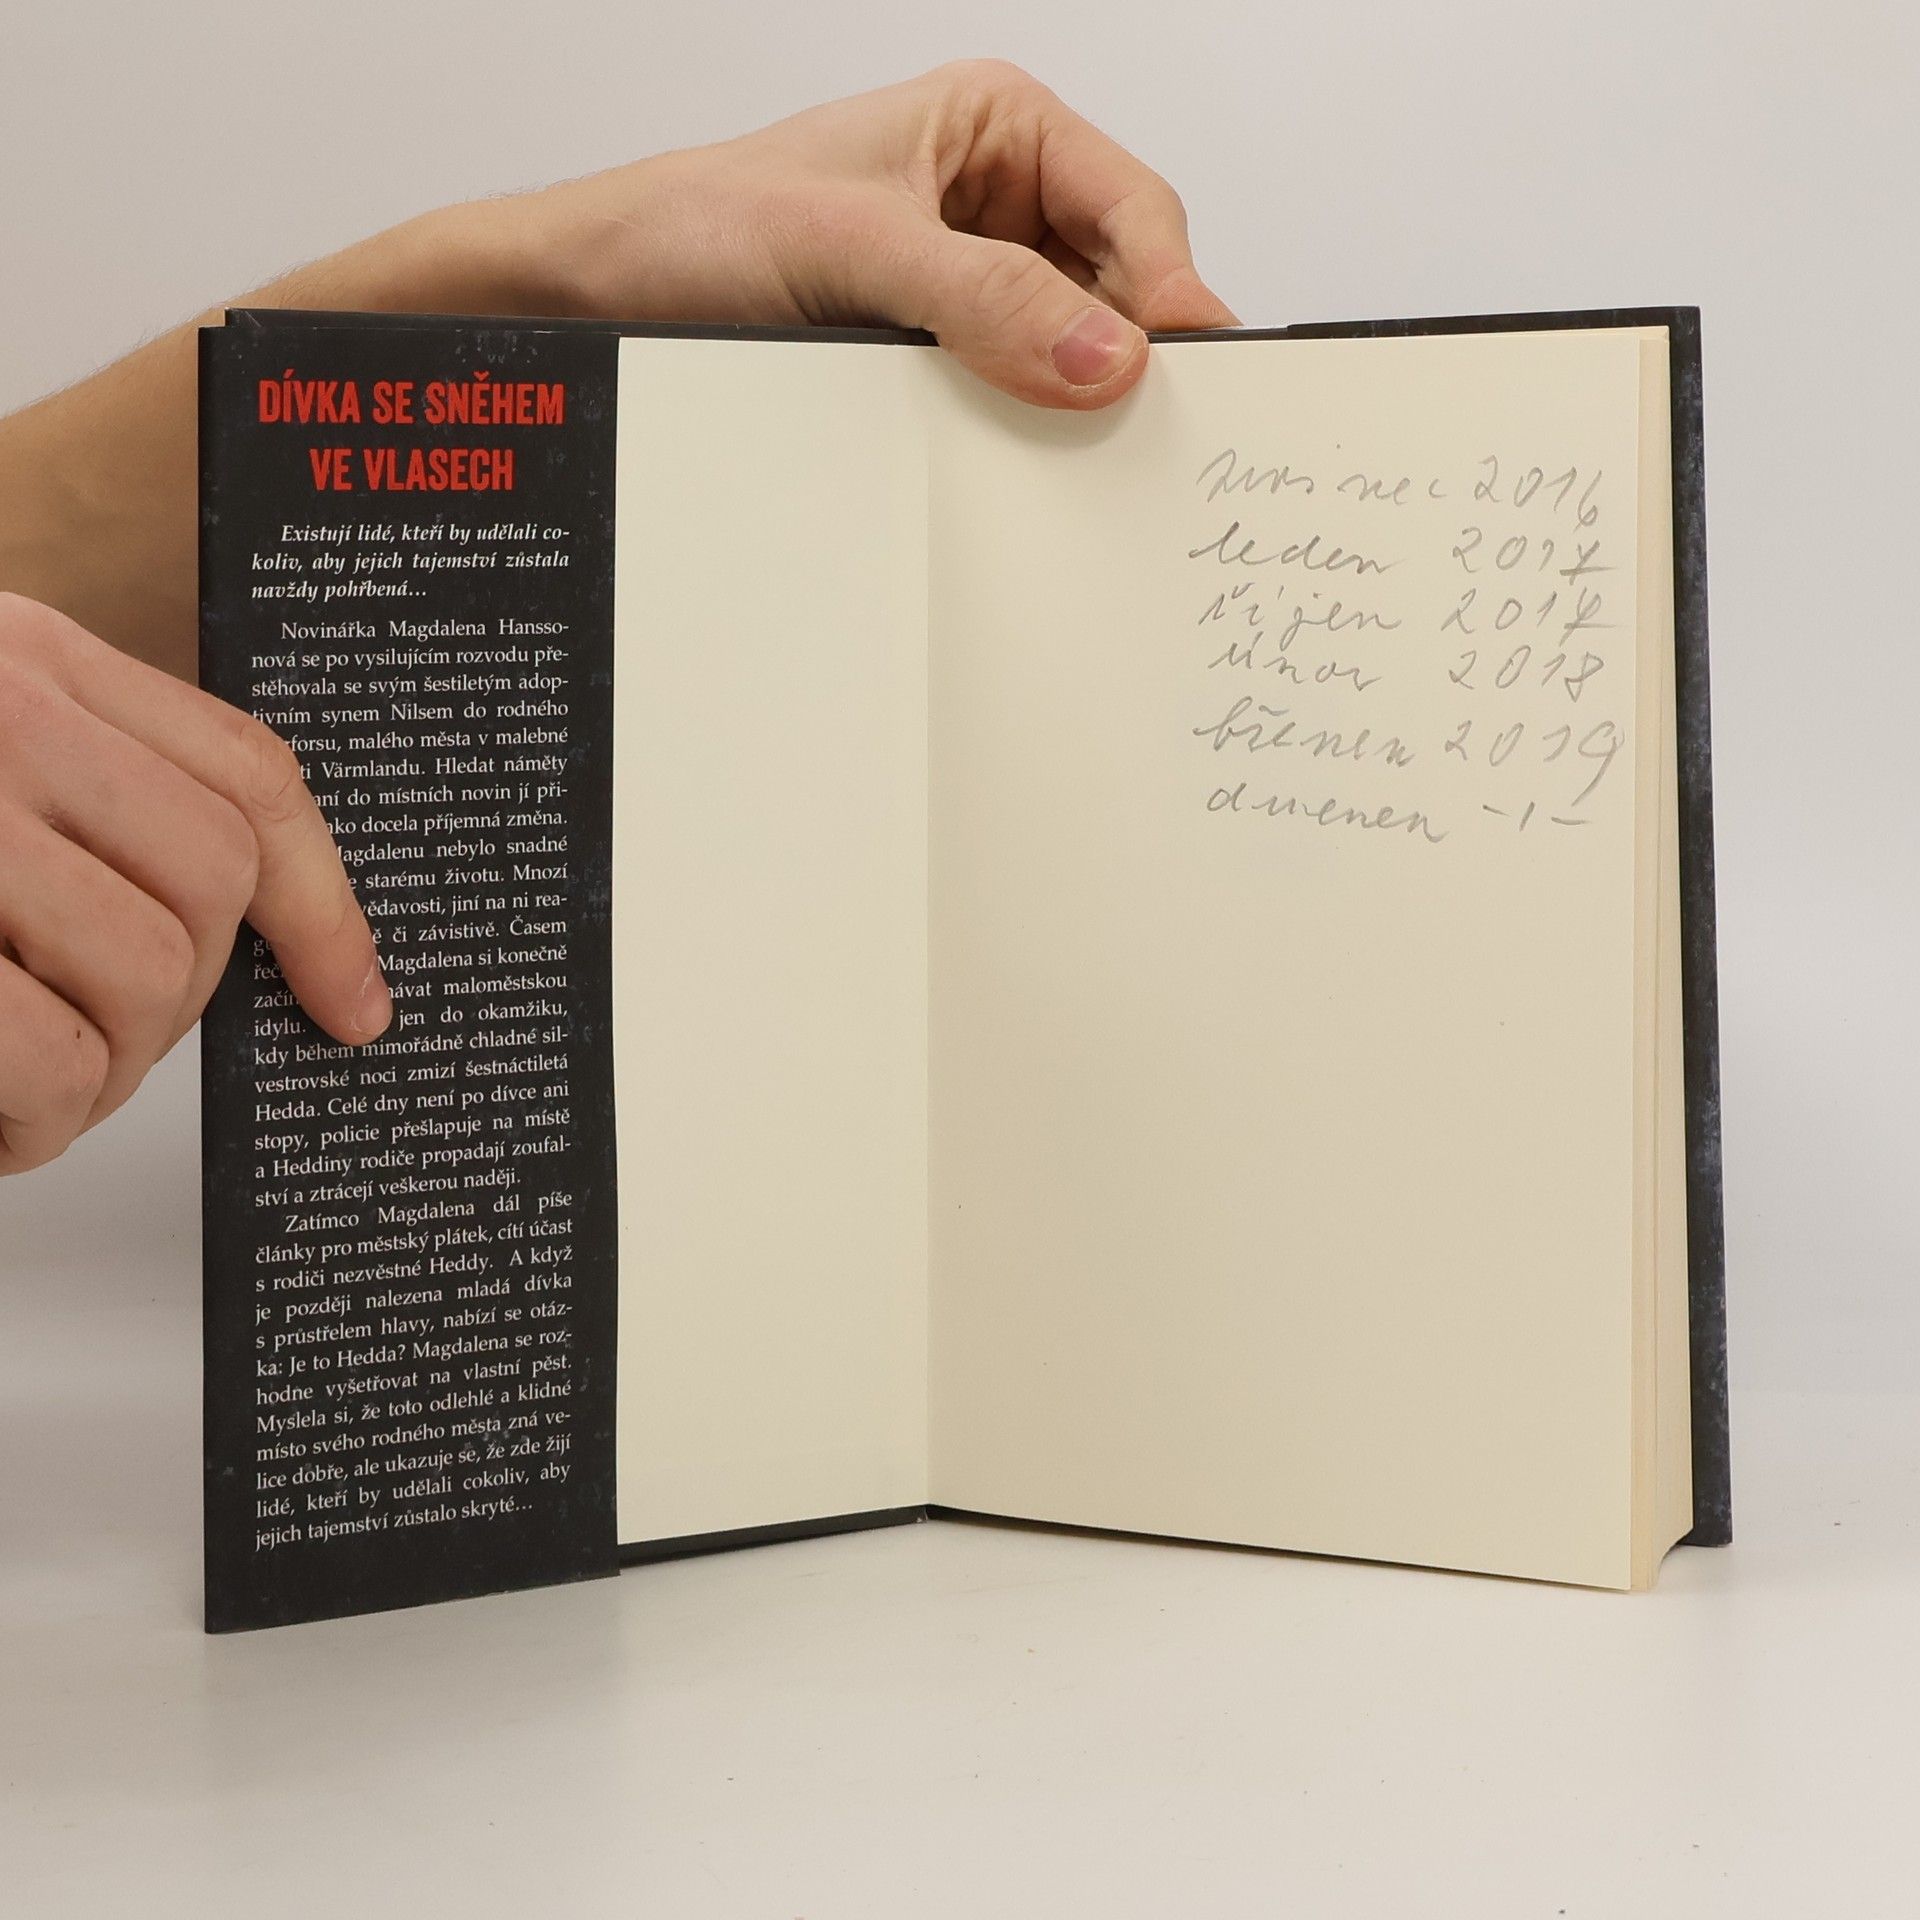 DÍVKA SE SNĚHEM
VE VLASECH
Existují lidé, kteří by udělali co-
koliv, aby jejich tajemství zůstala
navždy pohřbená...
Novinářka Magdalena Hansso-
nová se po vysilujícím rozvodu pře-
stěhovala se svým šestiletým adop-
tivním synem Nilsem do rodného
forsu, malého města v malebné
ti Värmlandu. Hledat náměty
do místních novin jí při-
docela příjemná změna.
agdalenu nebylo snadné
starému životu. Mnozí
vědavosti, jiní na ni rea-
či závistivě. Časem
řeč Magdalena si konečně
začín ávat maloměstskou
idylu. jen do okamžiku,
kdy během mimořádně chladné sil-
vestrovské noci zmizí šestnáctiletá
Hedda. Celé dny není po dívce ani
stopy, policie přešlapuje na místě
a Heddiny rodiče propadají zoufal-
ství a ztrácejí veškerou naději.
Zatímco Magdalena dál píše
články pro městský plátek, cítí účast
s rodiči nezvěstné Heddy. A když
je později nalezena mladá dívka
s průstřelem hlavy, nabízí se otáz-
ka: Je to Hedda? Magdalena se roz-
hodne vyšetřovat na vlastní pěst.
Myslela si, že toto odlehlé a klidné
místo svého rodného města zná ve-
lice dobře, ale ukazuje se, že zde žijí
lidé, kteří by udělali cokoliv, aby
jejich tajemství zůstalo skryté...
2016
leden 2017
říjen 2017
únor 2018
březen 2019
-1-